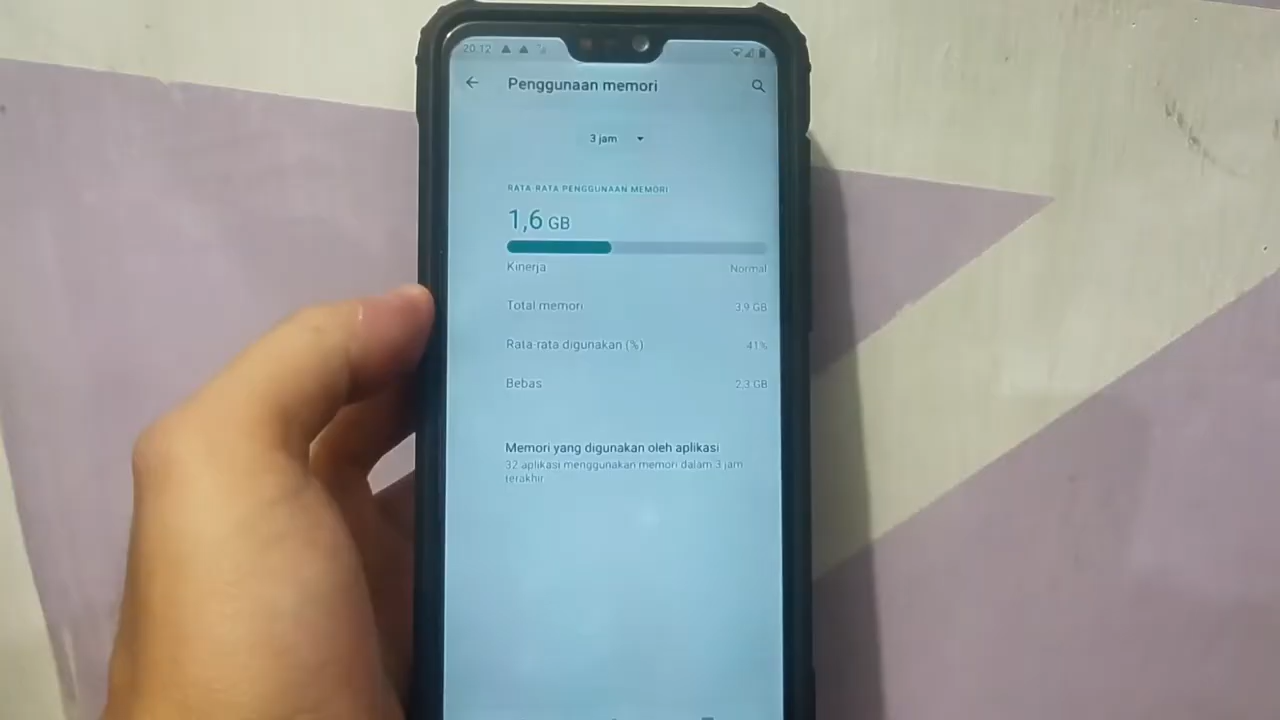 20.12
Penggunaan memori
3 jam
RATA-RATA PENGGUNAAN MEMORI
1,6 GB
Kinerja Normal
Total memori 3,9 GB
Rata-rata digunakan (%) 41%
Bebas 2,3 GB
Memori yang digunakan oleh aplikasi
32 aplikasi menggunakan memori dalam 3 jam
terakhir